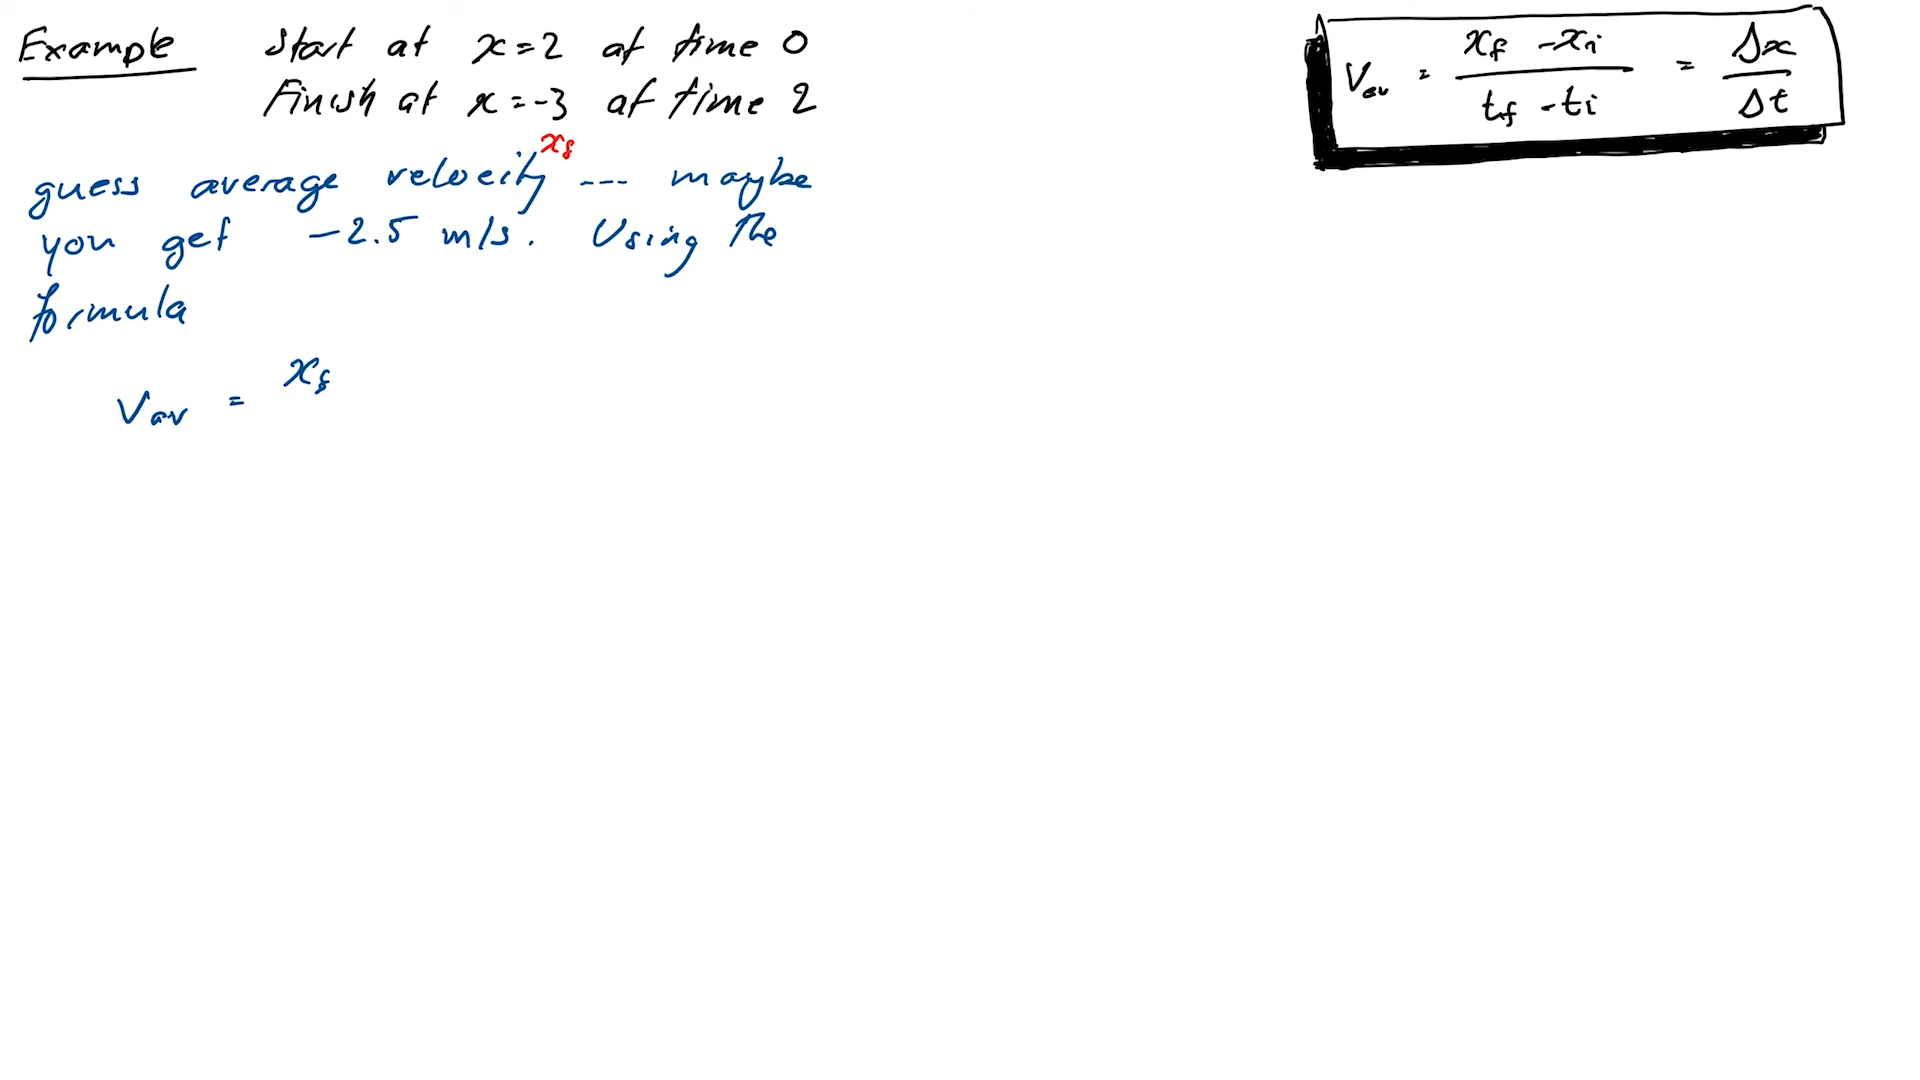 Example Start at x=2 at time 0
Finish at x=-3 at time 2
x_f
guess average velocity --- maybe
you get -2.5 m/s. Using the
formula
V_av = x_f
V_av = (x_f - x_i)/(t_f - t_i) = Δx/Δt